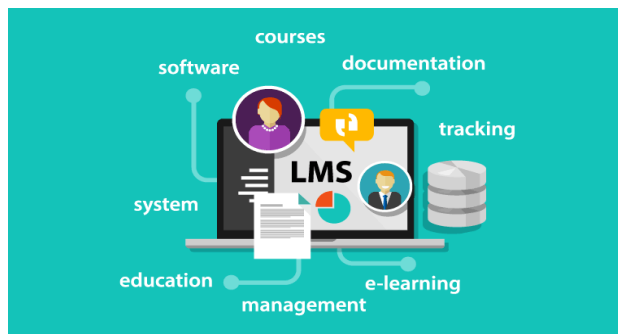 courses
software
documentation
tracking
LMS
system
education
e-learning
management